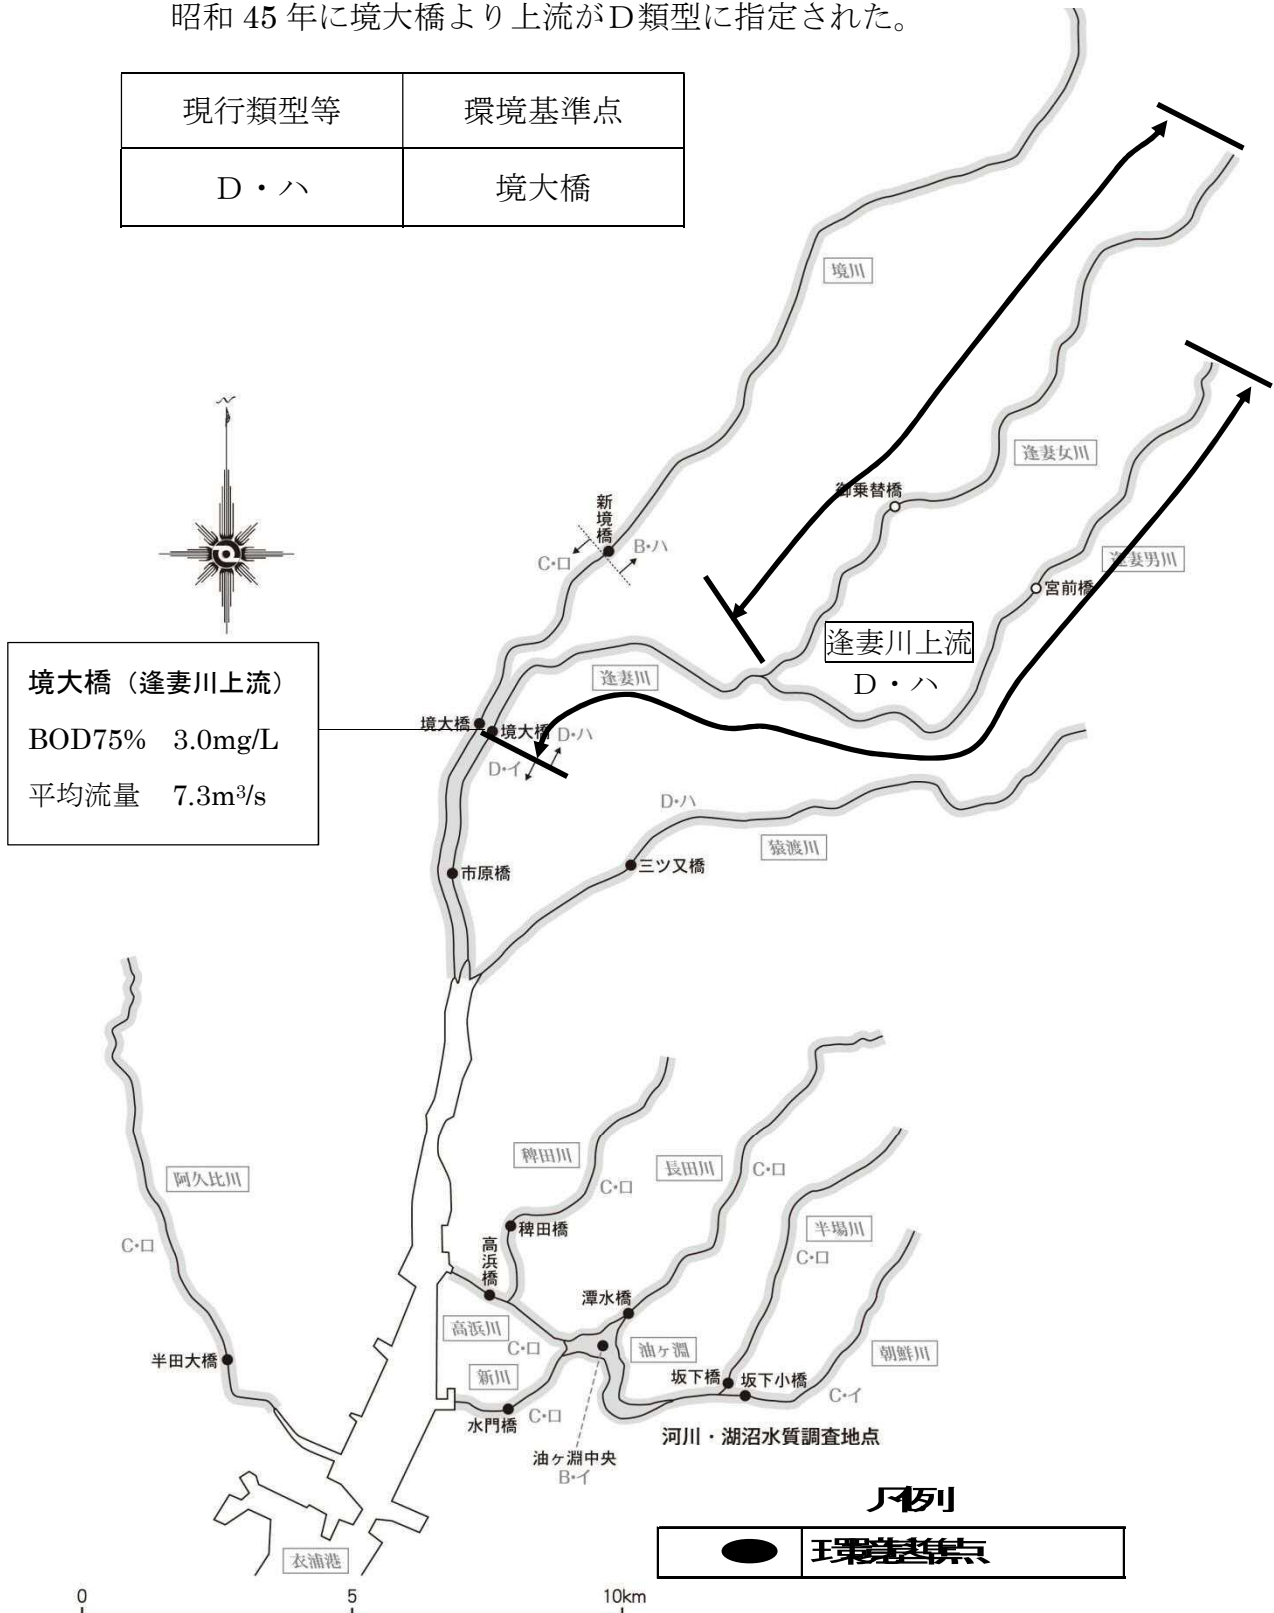 昭和 45 年に境大橋より上流がD類型に指定された。
現行類型等
環境基準点
D・ハ
境大橋
境川
逢妻女川
御乗替橋
新境橋
B・ハ
C・ロ
逢妻男川
宮前橋
逢妻川上流
D・ハ
境大橋（逢妻川上流）
BOD75% 3.0mg/L
平均流量 7.3m³/s
逢妻川
境大橋
境大橋
D・ハ
D・イ
D・ハ
猿渡川
市原橋
三ツ又橋
阿久比川
C・ロ
稗田川
C・ロ
長田川
C・ロ
半場川
C・ロ
稗田橋
高浜橋
潭水橋
高浜川
C・ロ
油ヶ淵
朝鮮川
半田大橋
新川
坂下橋
坂下小橋
C・イ
水門橋
C・ロ
河川・湖沼水質調査地点
油ヶ淵中央
B・イ
凡例
環境基準点
衣浦港
0
5
10km